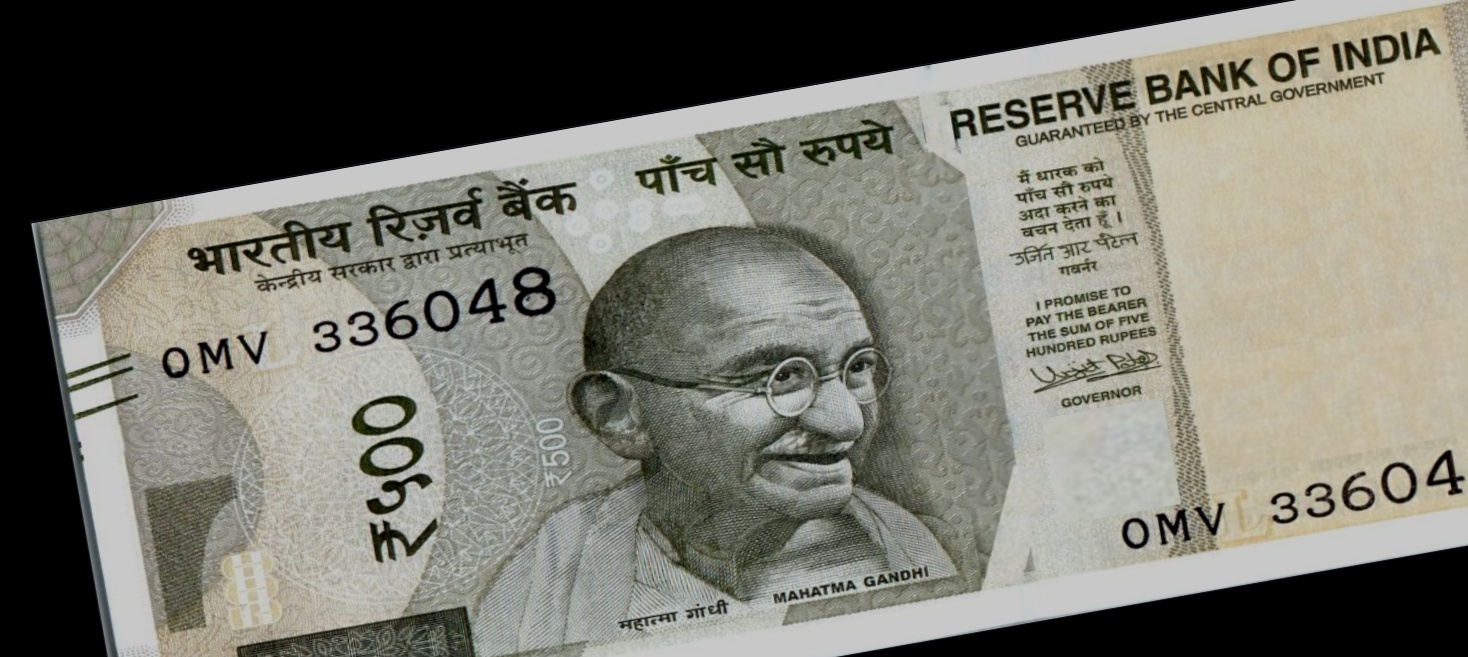 भारतीय रिज़र्व बैंक
केन्द्रीय सरकार द्वारा प्रत्याभूत
0MV 336048
पाँच सौ रुपये
₹५००
₹500
महात्मा गांधी
MAHATMA GANDHI
RESERVE BANK OF INDIA
GUARANTEED BY THE CENTRAL GOVERNMENT
मैं धारक को
पाँच सौ रुपये
अदा करने का
वचन देता हूँ ।
उर्जित आर पटेल
गवर्नर
I PROMISE TO
PAY THE BEARER
THE SUM OF FIVE
HUNDRED RUPEES
Urjit Patel
GOVERNOR
0MV 33604